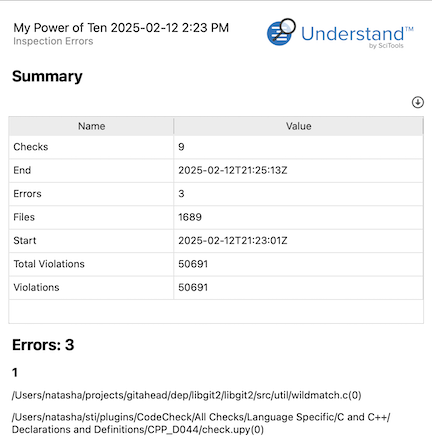 My Power of Ten 2025-02-12 2:23 PM
Inspection Errors
Understand™
by SciTools
Summary
Name Value
Checks 9
End 2025-02-12T21:25:13Z
Errors 3
Files 1689
Start 2025-02-12T21:23:01Z
Total Violations 50691
Violations 50691
Errors: 3
1
/Users/natasha/projects/gitahead/dep/libgit2/libgit2/src/util/wildmatch.c(0)
/Users/natasha/sti/plugins/CodeCheck/All Checks/Language Specific/C and C++/
Declarations and Definitions/CPP_D044/check.upy(0)